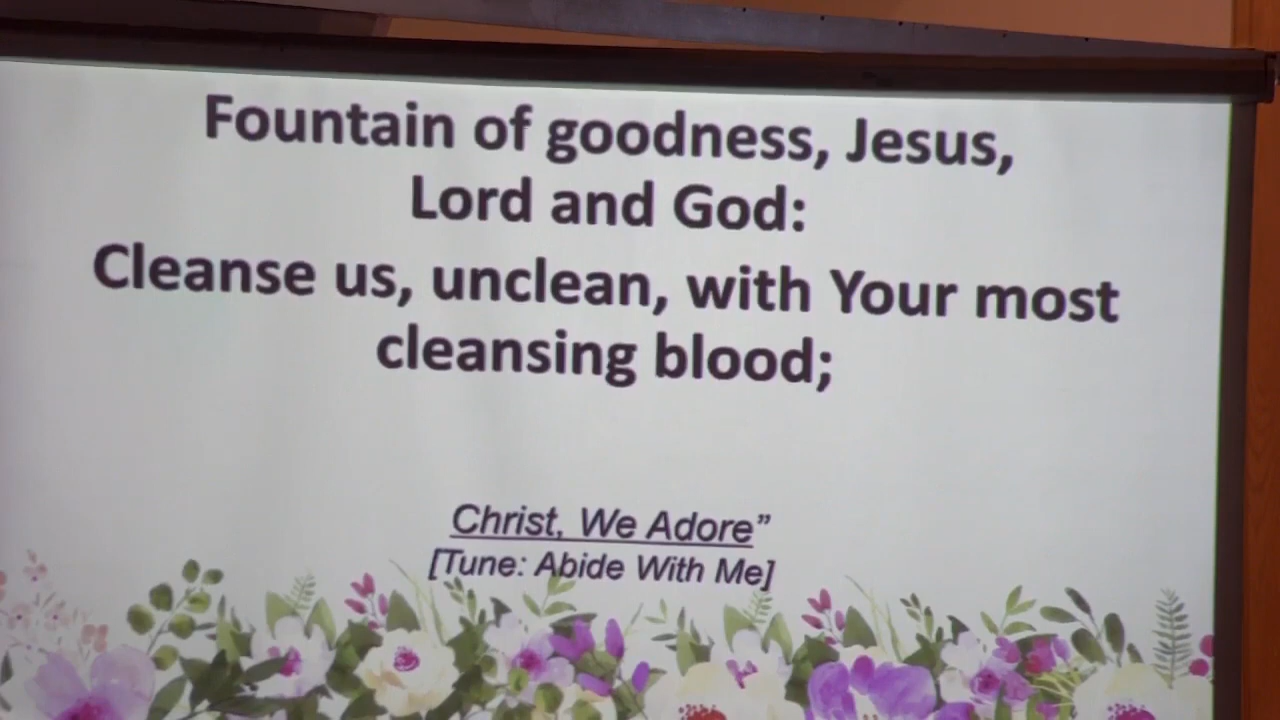 Fountain of goodness, Jesus,
Lord and God:
Cleanse us, unclean, with Your most
cleansing blood;
Christ, We Adore”
[Tune: Abide With Me]